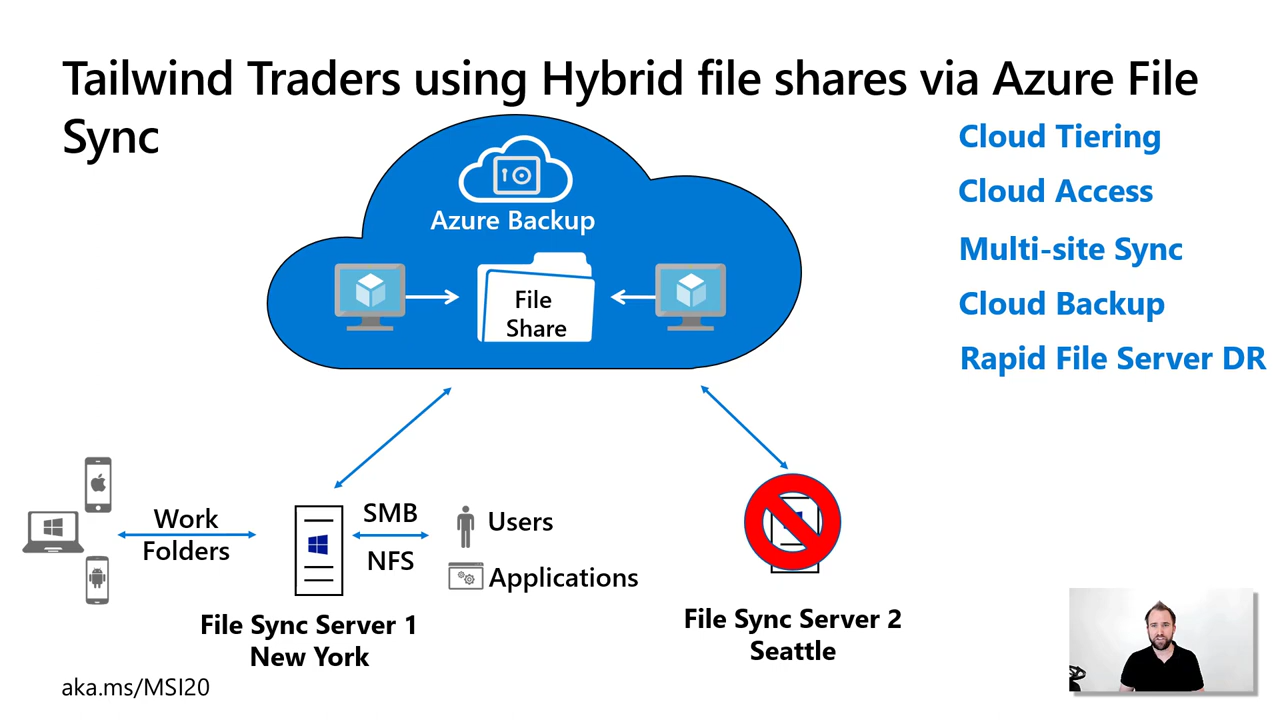 Tailwind Traders using Hybrid file shares via Azure File
Sync
Cloud Tiering
Cloud Access
Multi-site Sync
Cloud Backup
Rapid File Server DR
Azure Backup
File
Share
Work
Folders
SMB
NFS
Users
Applications
File Sync Server 1
New York
File Sync Server 2
Seattle
aka.ms/MSI20